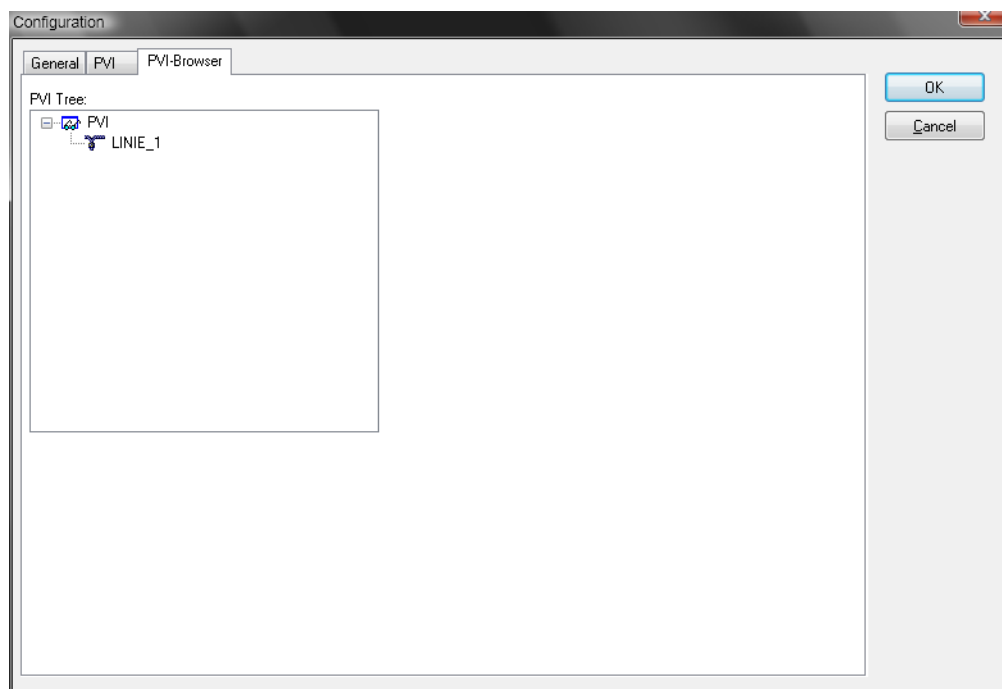 Configuration
General PVI PVI-Browser
OK
PVI Tree:
Cancel
PVI
LINIE_1